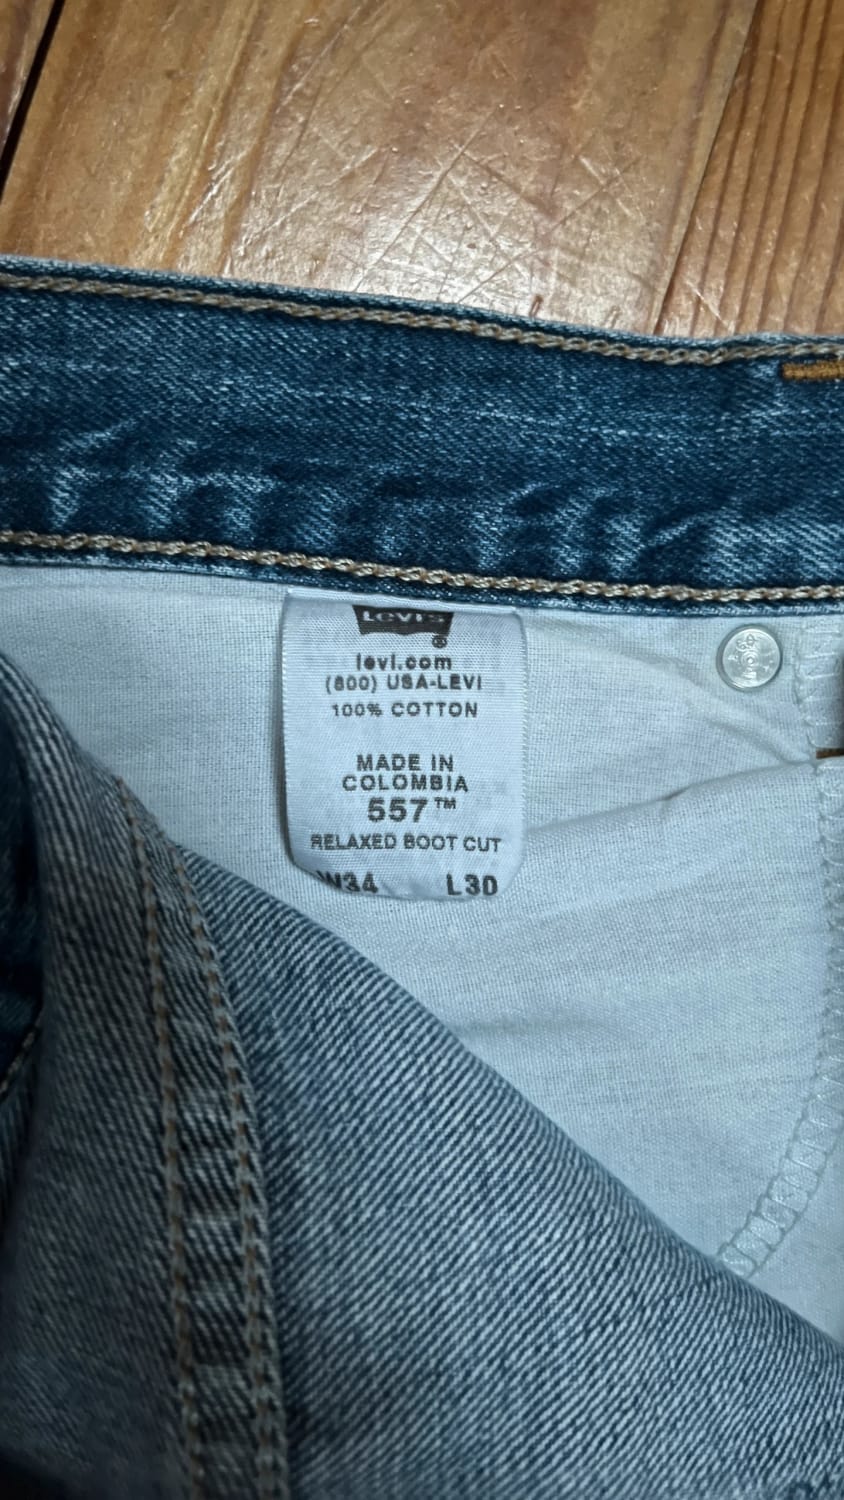 Levi's
®
levi.com
(800) USA-LEVI
100% COTTON
MADE IN
COLOMBIA
557™
RELAXED BOOT CUT
W34 L30